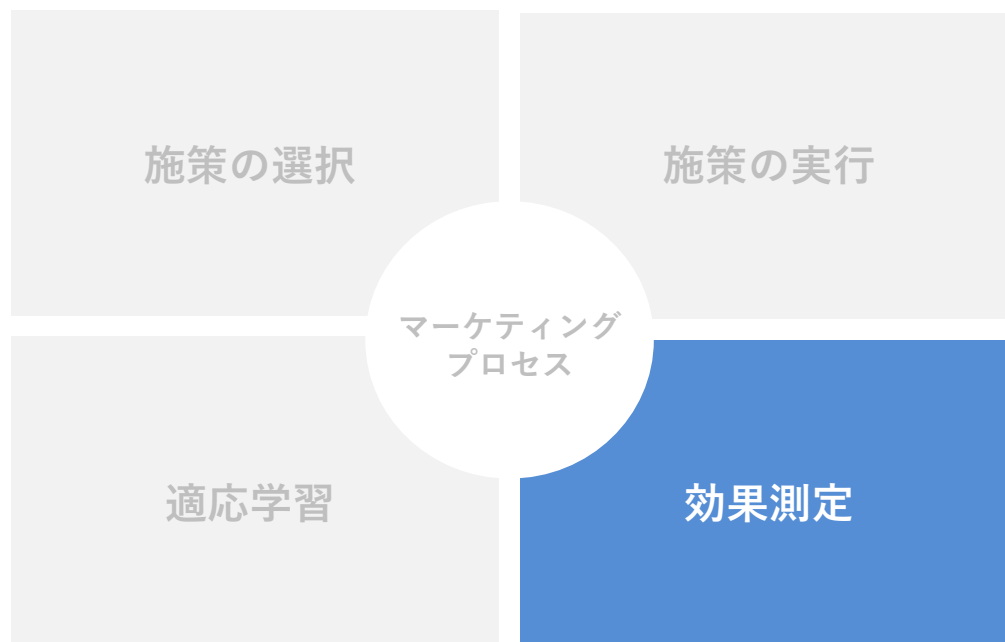 施策の選択
施策の実行
マーケティング
プロセス
適応学習
効果測定